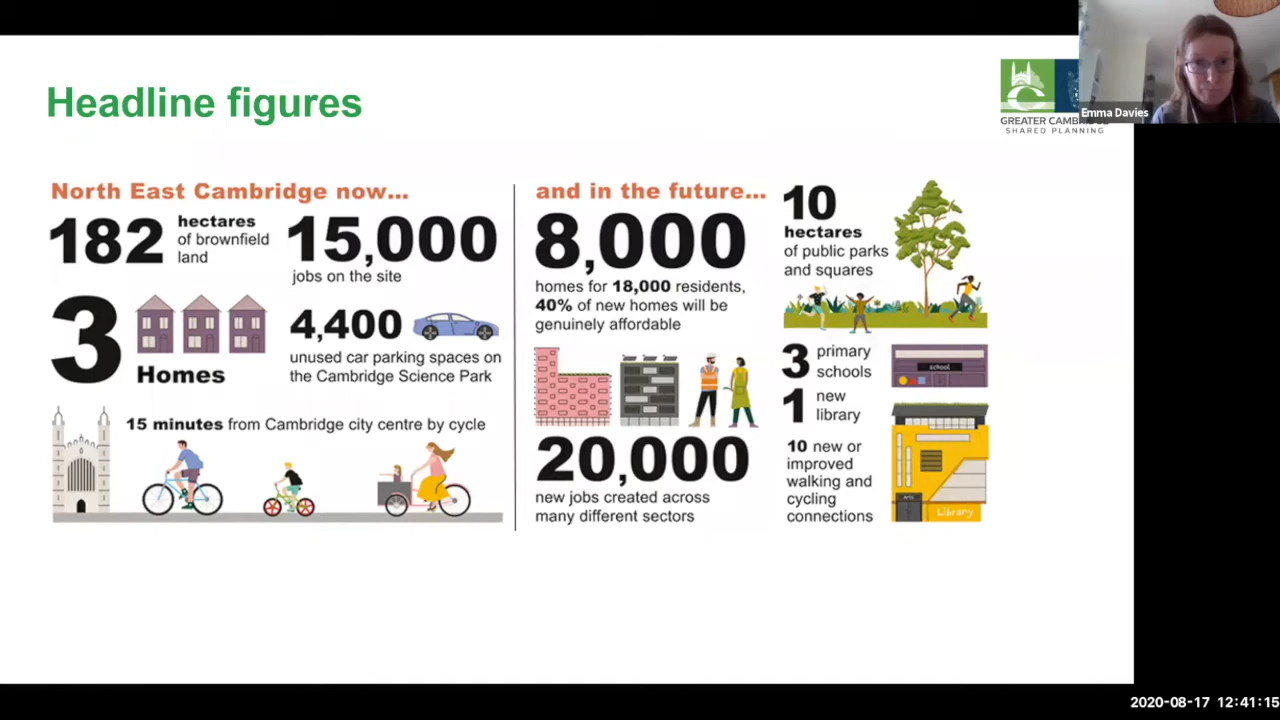 Headline figures
GREATER CAMB
SHARED PLANNING
Emma Davies
North East Cambridge now...
182
hectares
of brownfield
land
15,000
jobs on the site
3
Homes
4,400
unused car parking spaces on
the Cambridge Science Park
15 minutes from Cambridge city centre by cycle
and in the future...
8,000
homes for 18,000 residents,
40% of new homes will be
genuinely affordable
20,000
new jobs created across
many different sectors
10
hectares
of public parks
and squares
3 primary
schools
school
1 new
library
10 new or
improved
walking and
cycling
connections
Arts
Library
2020-08-17 12:41:15